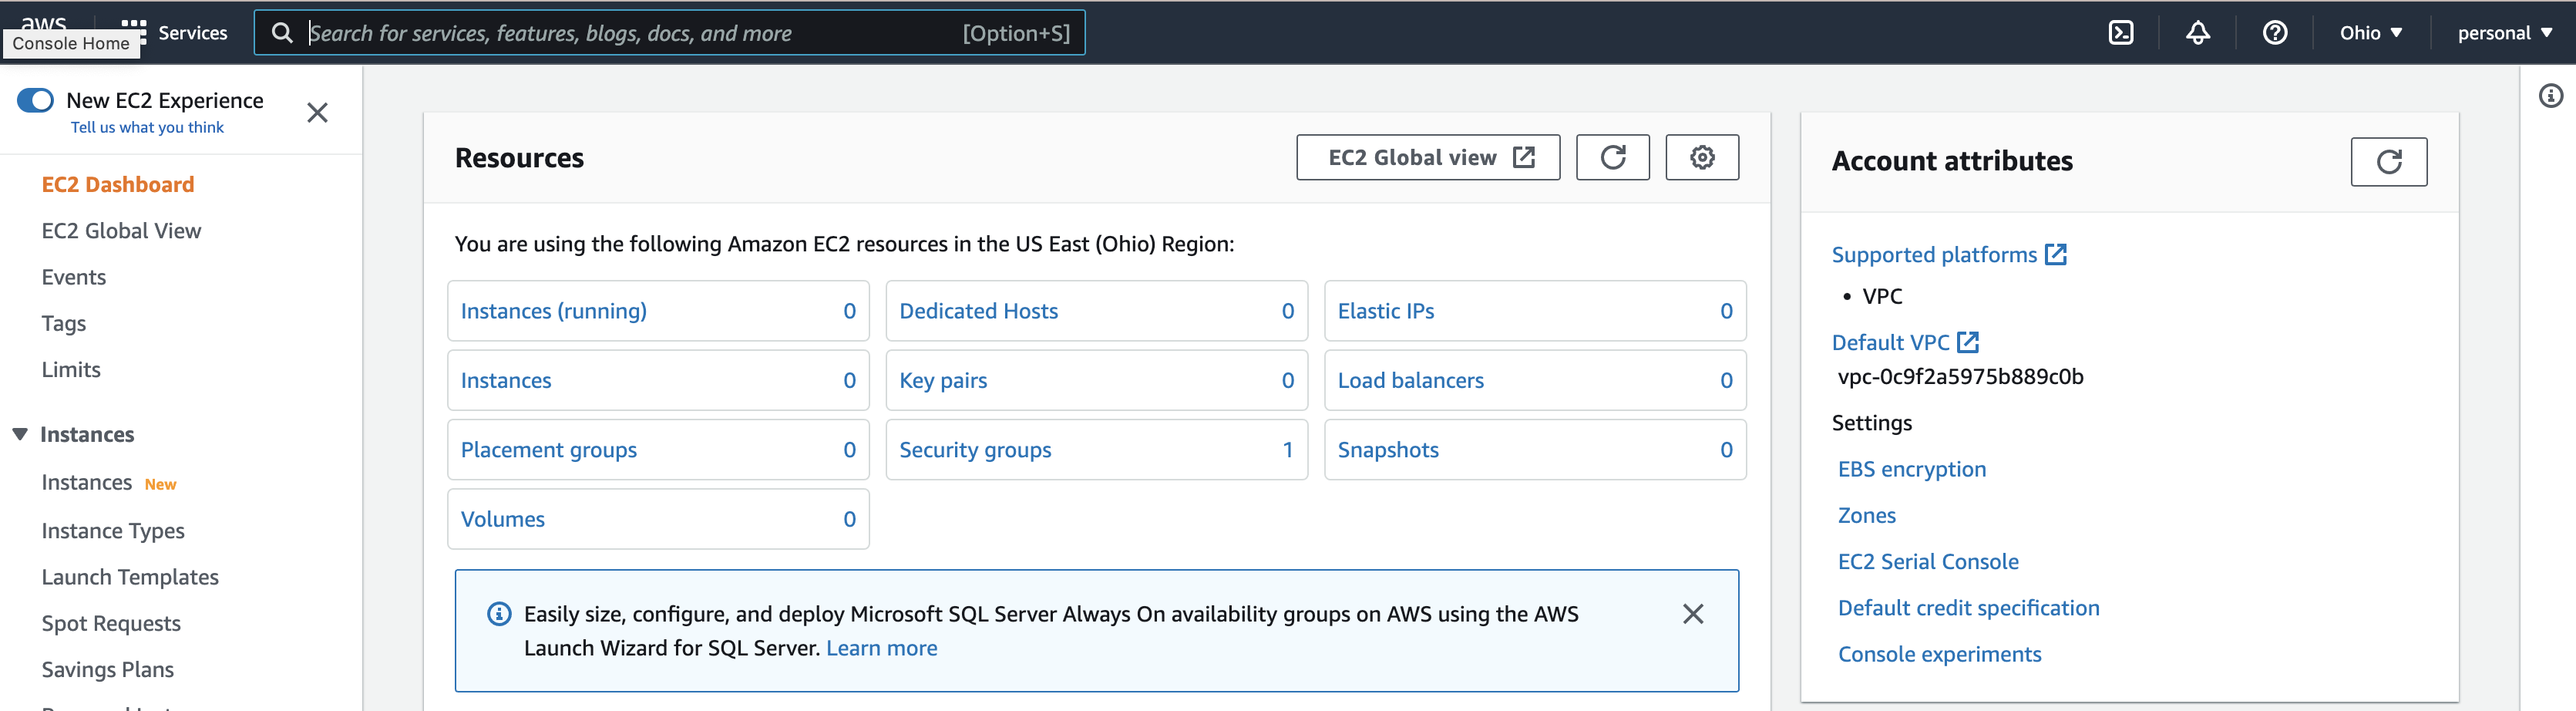 aws
Console Home
Services
Search for services, features, blogs, docs, and more
[Option+S]
Ohio
personal
New EC2 Experience
Tell us what you think
EC2 Dashboard
EC2 Global View
Events
Tags
Limits
Instances
Instances New
Instance Types
Launch Templates
Spot Requests
Savings Plans
Resources
EC2 Global view
You are using the following Amazon EC2 resources in the US East (Ohio) Region:
Instances (running) 0
Dedicated Hosts 0
Elastic IPs 0
Instances 0
Key pairs 0
Load balancers 0
Placement groups 0
Security groups 1
Snapshots 0
Volumes 0
Easily size, configure, and deploy Microsoft SQL Server Always On availability groups on AWS using the AWS
Launch Wizard for SQL Server. Learn more
Account attributes
Supported platforms
• VPC
Default VPC
vpc-0c9f2a5975b889c0b
Settings
EBS encryption
Zones
EC2 Serial Console
Default credit specification
Console experiments